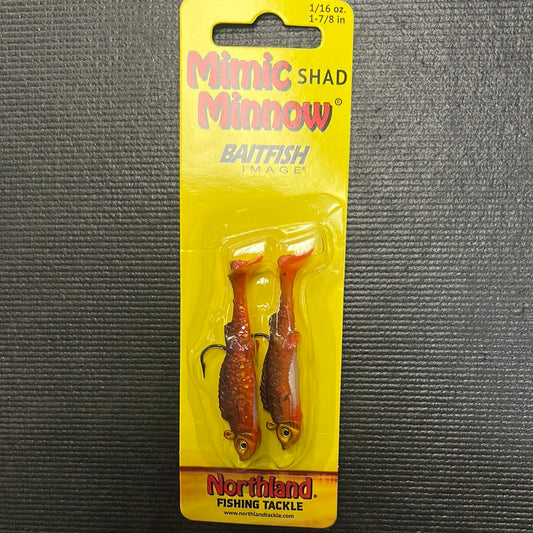 1/16 oz.
1-7/8 in
Mimic SHAD
Minnow®
BAITFISH
IMAGE®
Northland®
FISHING TACKLE
www.northlandtackle.com